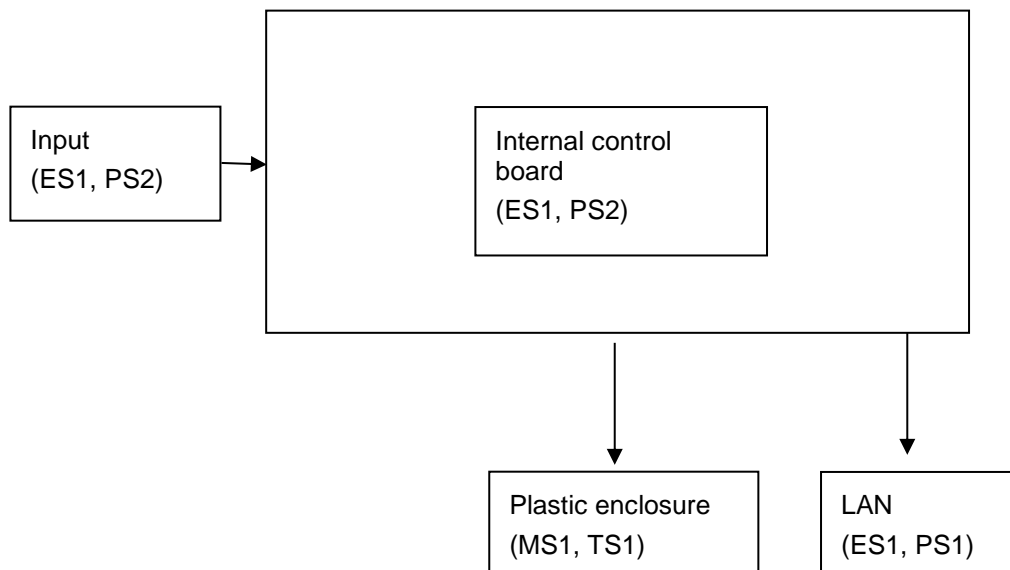 Input
(ES1, PS2)
Internal control
board
(ES1, PS2)
Plastic enclosure
(MS1, TS1)
LAN
(ES1, PS1)